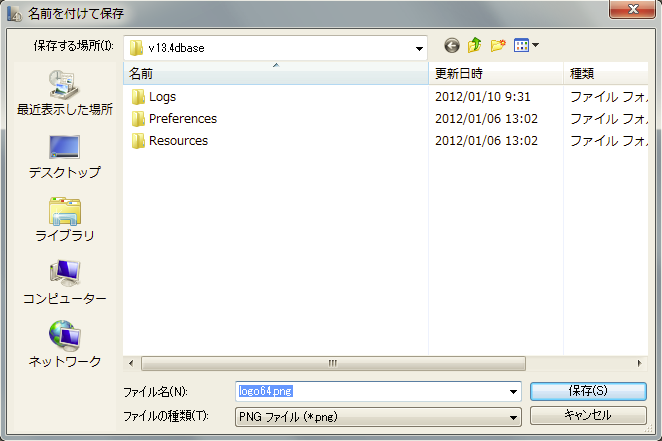 名前を付けて保存
保存する場所(I):
v13.4dbase
名前 更新日時 種類
Logs 2012/01/10 9:31 ファイル フォル
Preferences 2012/01/06 13:02 ファイル フォル
Resources 2012/01/06 13:02 ファイル フォル
最近表示した場所
デスクトップ
ライブラリ
コンピューター
ネットワーク
ファイル名(N):
logo64.png
保存(S)
ファイルの種類(T):
PNG ファイル (*.png)
キャンセル